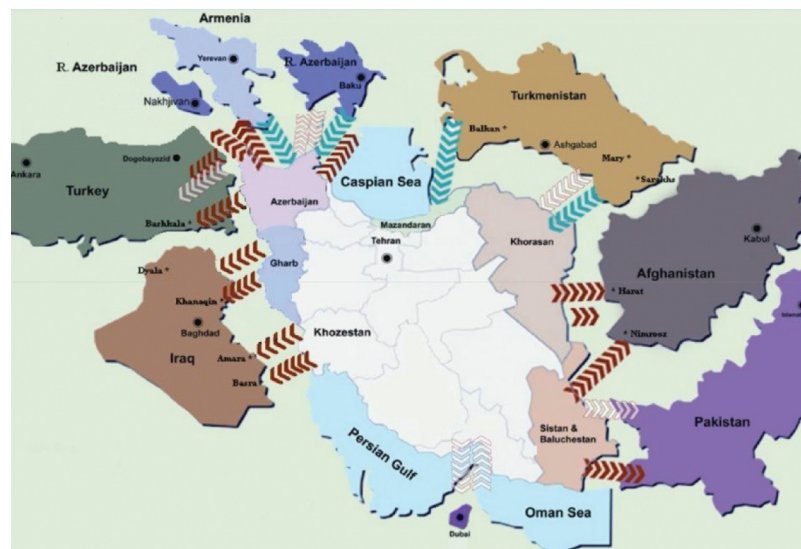 Armenia
R. Azerbaijan
Yerevan
R. Azerbaijan
Baku
Nakhjivan
Turkmenistan
Balkan
Ashgabad
Mary
Sarakhs
Dogobayazid
Ankara
Turkey
Bashkala
Azerbaijan
Caspian Sea
Mazandaran
Tehran
Khorasan
Kabul
Afghanistan
Harat
Nimrooz
Gharb
Dyala
Khanaqin
Baghdad
Iraq
Amara
Basra
Khozestan
Persian Gulf
Sistan &
Baluchestan
Pakistan
Oman Sea
Dubai